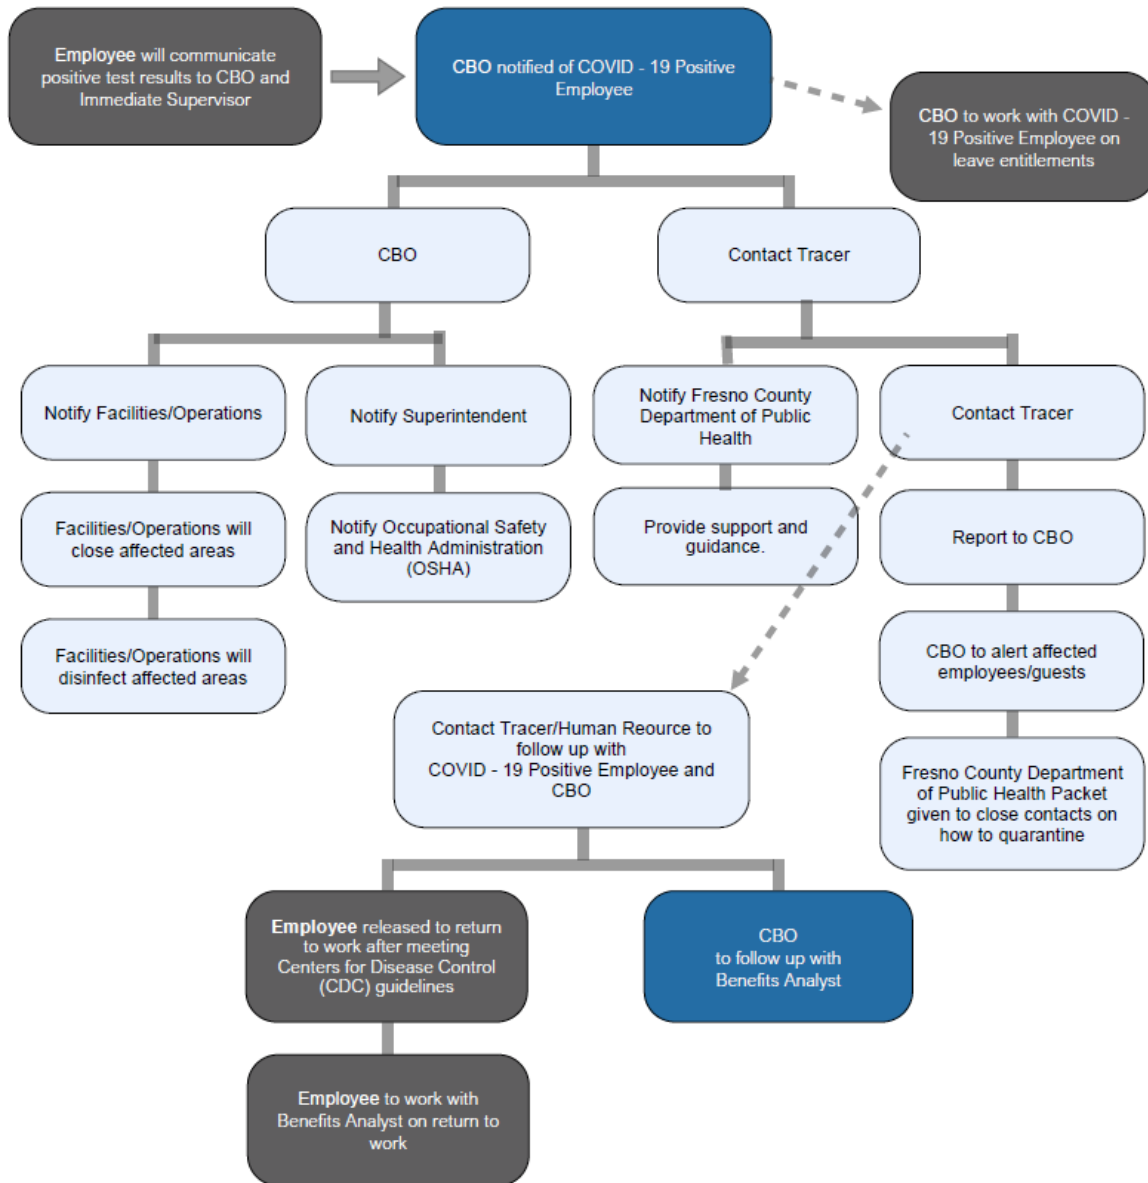 Employee will communicate
positive test results to CBO and
Immediate Supervisor
CBO notified of COVID - 19 Positive
Employee
CBO to work with COVID -
19 Positive Employee on
leave entitlements
CBO
Contact Tracer
Notify Facilities/Operations
Notify Superintendent
Notify Fresno County
Department of Public
Health
Contact Tracer
Facilities/Operations will
close affected areas
Notify Occupational Safety
and Health Administration
(OSHA)
Provide support and
guidance.
Report to CBO
Facilities/Operations will
disinfect affected areas
CBO to alert affected
employees/guests
Contact Tracer/Human Reource to
follow up with
COVID - 19 Positive Employee and
CBO
Fresno County Department
of Public Health Packet
given to close contacts on
how to quarantine
Employee released to return
to work after meeting
Centers for Disease Control
(CDC) guidelines
CBO
to follow up with
Benefits Analyst
Employee to work with
Benefits Analyst on return to
work